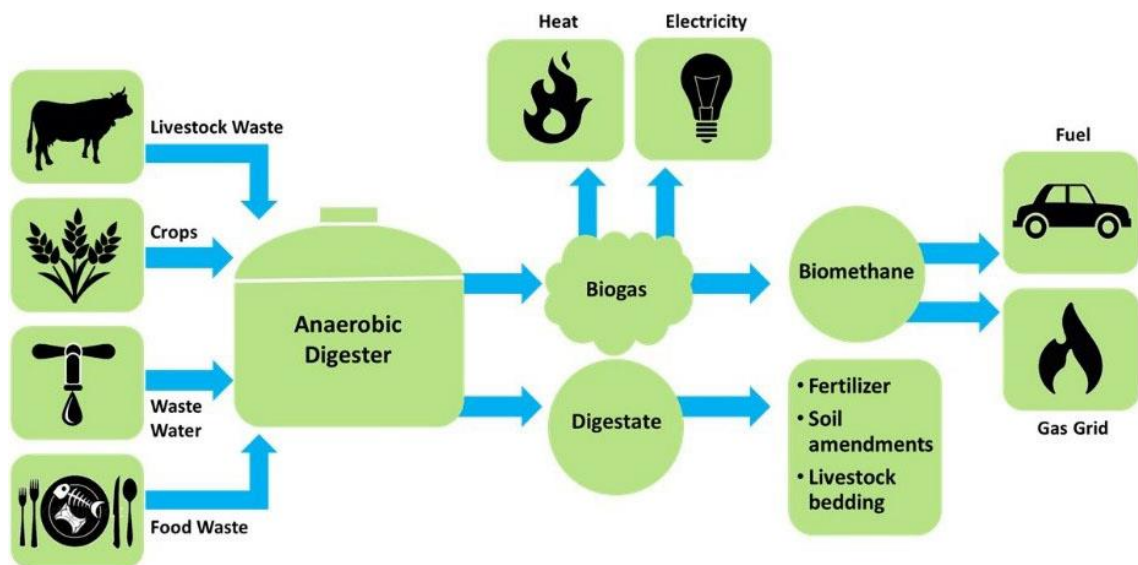 Heat
Electricity
Livestock Waste
Crops
Waste
Water
Food Waste
Anaerobic
Digester
Biogas
Digestate
Biomethane
Fuel
Gas Grid
• Fertilizer
• Soil
amendments
• Livestock
bedding